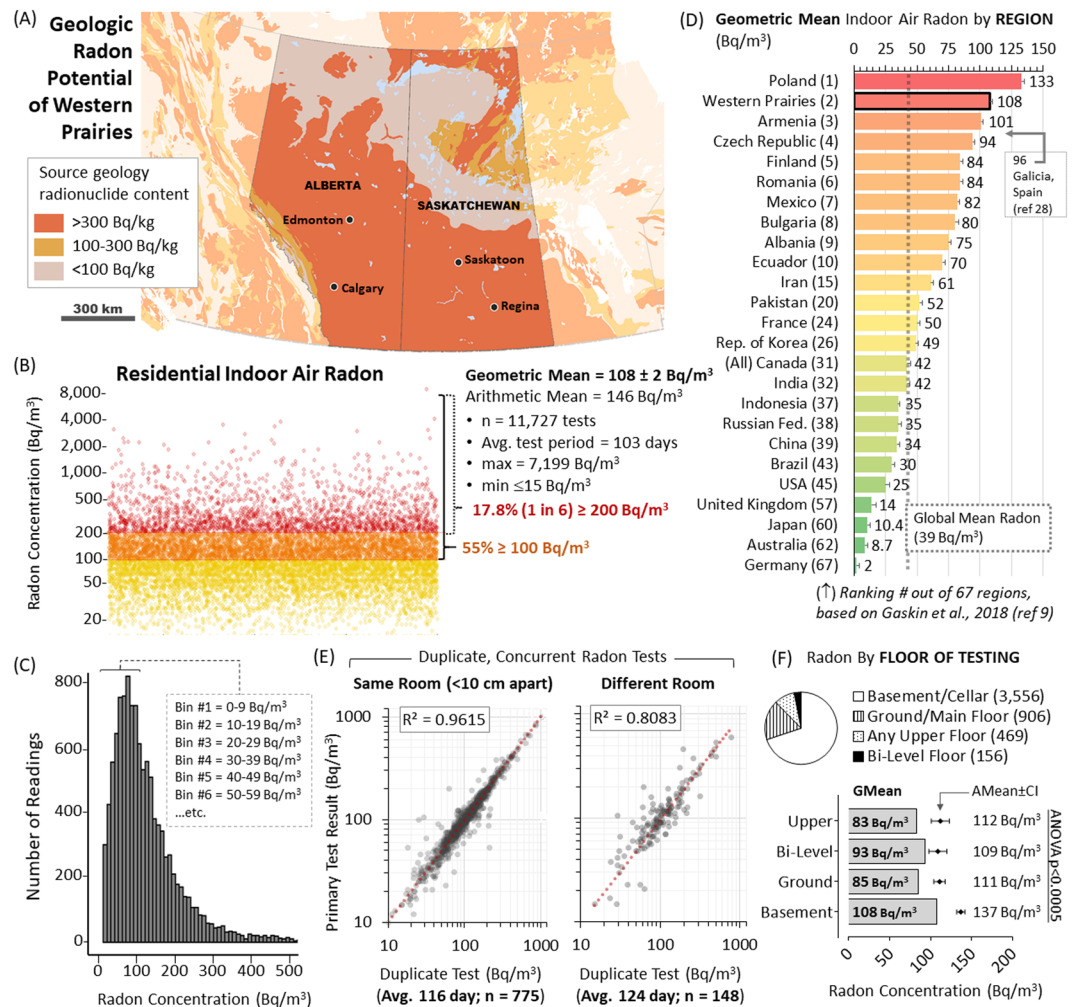 (A)
Geologic
Radon
Potential
of Western
Prairies
Source geology
radionuclide content
>300 Bq/kg
100-300 Bq/kg
<100 Bq/kg
300 km
ALBERTA
SASKATCHEWAN
Edmonton
Saskatoon
Calgary
Regina
(B)
Residential Indoor Air Radon
Radon Concentration (Bq/m³)
8,000-
4,000-
2,000-
1,000-
500-
200-
100-
50-
20-
Geometric Mean = 108 ± 2 Bq/m³
Arithmetic Mean = 146 Bq/m³
• n = 11,727 tests
• Avg. test period = 103 days
• max = 7,199 Bq/m³
• min ≤15 Bq/m³
17.8% (1 in 6) ≥ 200 Bq/m³
55% ≥ 100 Bq/m³
(C)
Number of Readings
800
600
400
200
0
0 100 200 300 400 500
Radon Concentration (Bq/m³)
Bin #1 = 0-9 Bq/m³
Bin #2 = 10-19 Bq/m³
Bin #3 = 20-29 Bq/m³
Bin #4 = 30-39 Bq/m³
Bin #5 = 40-49 Bq/m³
Bin #6 = 50-59 Bq/m³
...etc.
(D) Geometric Mean Indoor Air Radon by REGION
(Bq/m³)
0 25 50 75 100 125 150
Poland (1) 133
Western Prairies (2) 108
Armenia (3) 101
Czech Republic (4) 94
Finland (5) 84
Romania (6) 84
Mexico (7) 82
Bulgaria (8) 80
Albania (9) 75
Ecuador (10) 70
Iran (15) 61
Pakistan (20) 52
France (24) 50
Rep. of Korea (26) 49
(All) Canada (31) 42
India (32) 42
Indonesia (37) 35
Russian Fed. (38) 35
China (39) 34
Brazil (43) 30
USA (45) 25
United Kingdom (57) 14
Japan (60) 10.4
Australia (62) 8.7
Germany (67) 2
96
Galicia,
Spain
(ref 28)
Global Mean Radon
(39 Bq/m³)
(↑) Ranking # out of 67 regions,
based on Gaskin et al., 2018 (ref 9)
(E)
Duplicate, Concurrent Radon Tests
Same Room (<10 cm apart)
Different Room
R² = 0.9615
R² = 0.8083
Primary Test Result (Bq/m³)
1000
100
10
10 100 1000
10 100 1000
Duplicate Test (Bq/m³)
(Avg. 116 day; n = 775)
Duplicate Test (Bq/m³)
(Avg. 124 day; n = 148)
(F) Radon By FLOOR OF TESTING
Basement/Cellar (3,556)
Ground/Main Floor (906)
Any Upper Floor (469)
Bi-Level Floor (156)
GMean
AMean±CI
Upper 83 Bq/m³ 112 Bq/m³
Bi-Level 93 Bq/m³ 109 Bq/m³
Ground 85 Bq/m³ 111 Bq/m³
Basement 108 Bq/m³ 137 Bq/m³
ANOVA p<0.0005
0 50 100 150 200
Radon Concentration (Bq/m³)